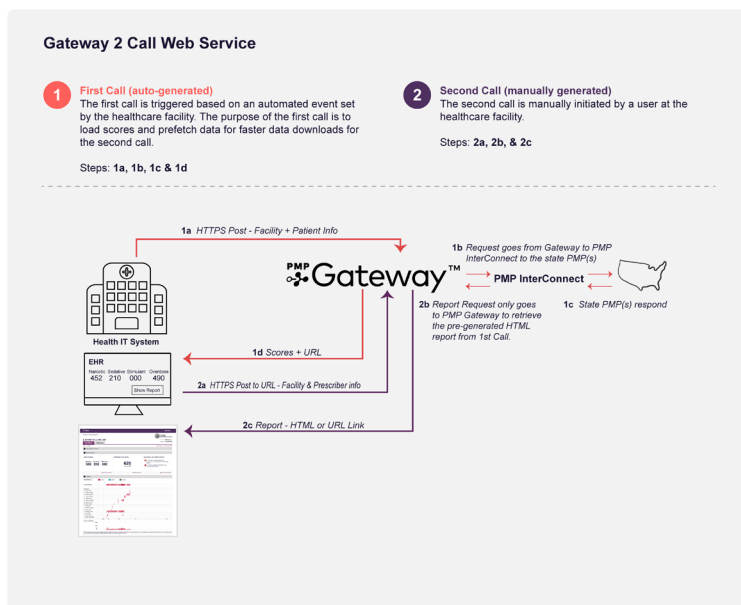 Gateway 2 Call Web Service
1
First Call (auto-generated)
The first call is triggered based on an automated event set
by the healthcare facility. The purpose of the first call is to
load scores and prefetch data for faster data downloads for
the second call.
Steps: 1a, 1b, 1c & 1d
2
Second Call (manually generated)
The second call is manually initiated by a user at the
healthcare facility.
Steps: 2a, 2b, & 2c
1a HTTPS Post - Facility + Patient Info
1b Request goes from Gateway to PMP
InterConnect to the state PMP(s)
PMP
Gateway™
PMP InterConnect
2b Report Request only goes
to PMP Gateway to retrieve
the pre-generated HTML
report from 1st Call.
1c State PMP(s) respond
Health IT System
1d Scores + URL
EHR
Narcotic Sedative Stimulant Overdose
452 210 000 490
Show Report
2a HTTPS Post to URL - Facility & Prescriber info
2c Report - HTML or URL Link